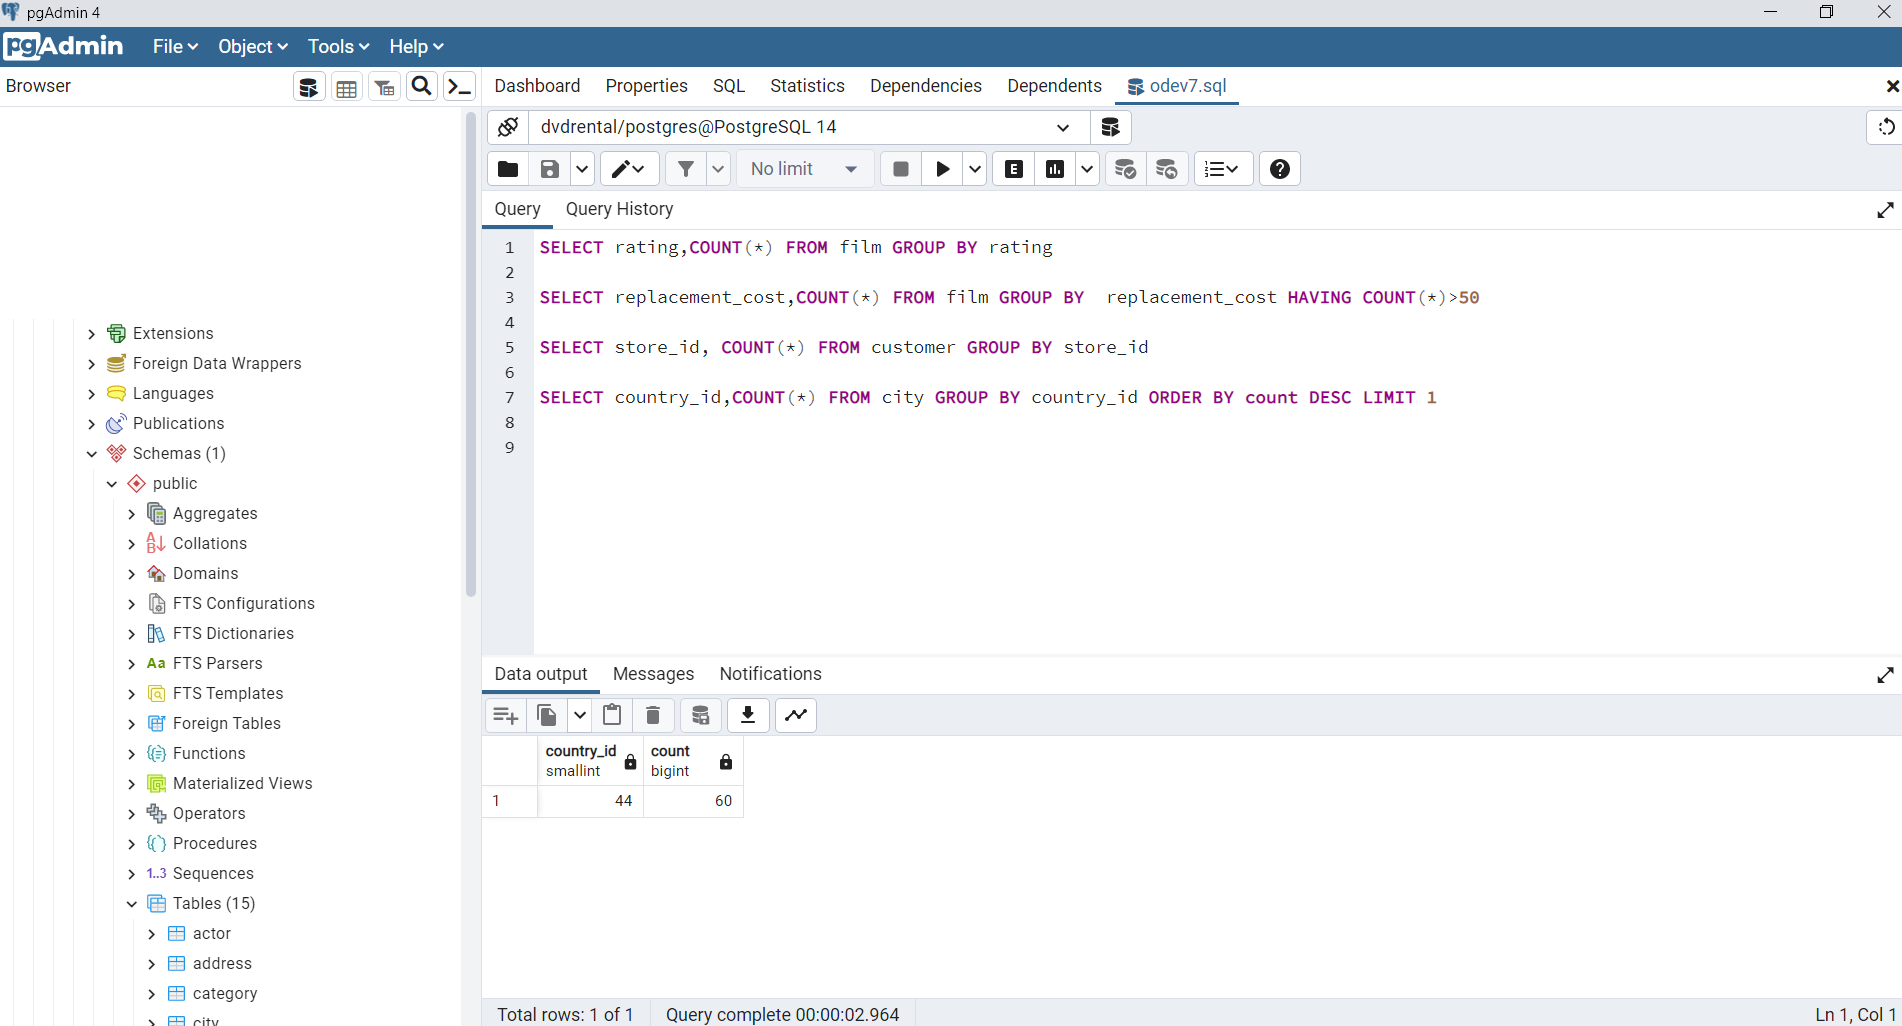 pgAdmin 4
pgAdmin File Object Tools Help
Browser
Dashboard Properties SQL Statistics Dependencies Dependents odev7.sql
dvdrental/postgres@PostgreSQL 14
No limit
E
Query Query History
1 SELECT rating,COUNT(*) FROM film GROUP BY rating
2
3 SELECT replacement_cost,COUNT(*) FROM film GROUP BY  replacement_cost HAVING COUNT(*)>50
4
5 SELECT store_id, COUNT(*) FROM customer GROUP BY store_id
6
7 SELECT country_id,COUNT(*) FROM city GROUP BY country_id ORDER BY count DESC LIMIT 1
8
9
Extensions
Foreign Data Wrappers
Languages
Publications
Schemas (1)
public
Aggregates
Collations
Domains
FTS Configurations
FTS Dictionaries
Aa FTS Parsers
FTS Templates
Foreign Tables
Functions
Materialized Views
Operators
Procedures
1..3 Sequences
Tables (15)
actor
address
category
city
Data output Messages Notifications
country_id count
smallint bigint
1 44 60
Total rows: 1 of 1 Query complete 00:00:02.964 Ln 1, Col 1